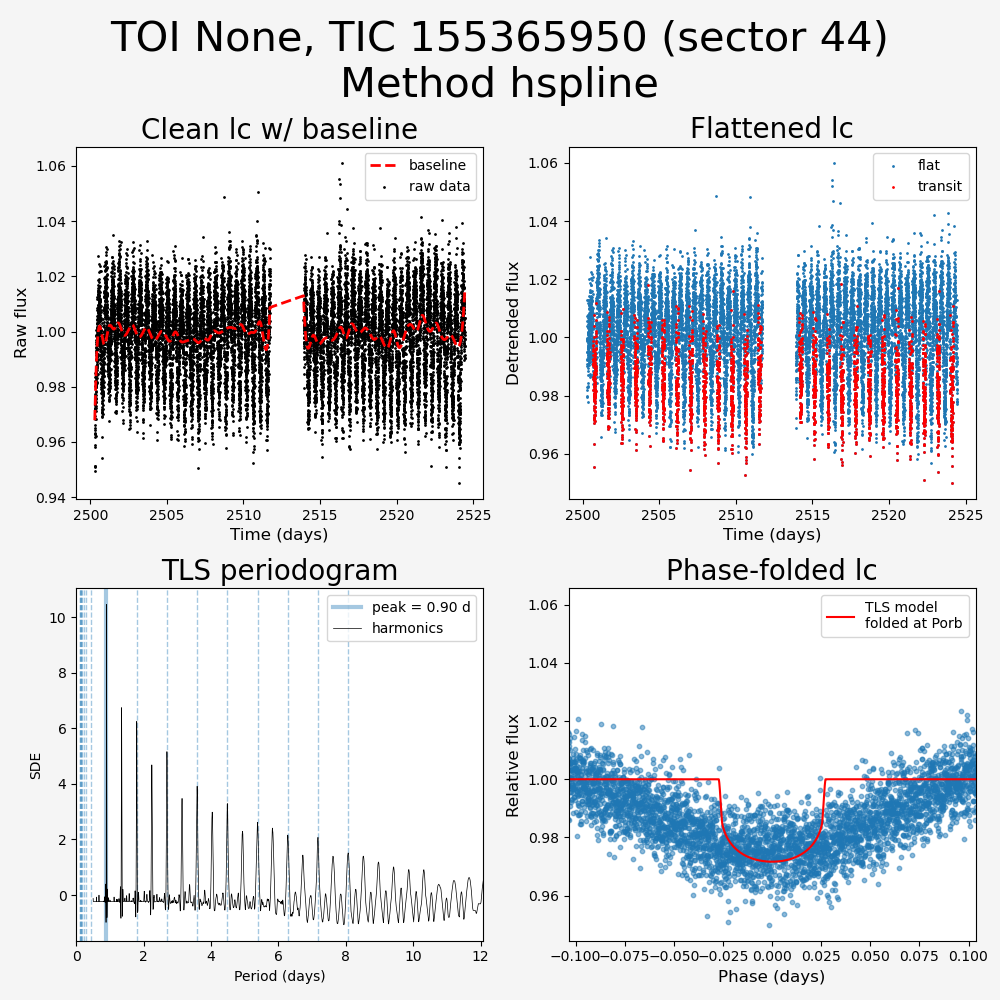 TOI None, TIC 155365950 (sector 44)
Method hspline
Clean lc w/ baseline
baseline
raw data
1.06
1.04
1.02
1.00
0.98
0.96
0.94
Raw flux
2500
2505
2510
2515
2520
2525
Time (days)
Flattened lc
flat
transit
1.06
1.04
1.02
1.00
0.98
0.96
Detrended flux
2500
2505
2510
2515
2520
2525
Time (days)
TLS periodogram
peak = 0.90 d
harmonics
10
8
6
4
2
0
SDE
0
2
4
6
8
10
12
Period (days)
Phase-folded lc
TLS model
folded at Porb
1.06
1.04
1.02
1.00
0.98
0.96
Relative flux
−0.100
−0.075
−0.050
−0.025
0.000
0.025
0.050
0.075
0.100
Phase (days)